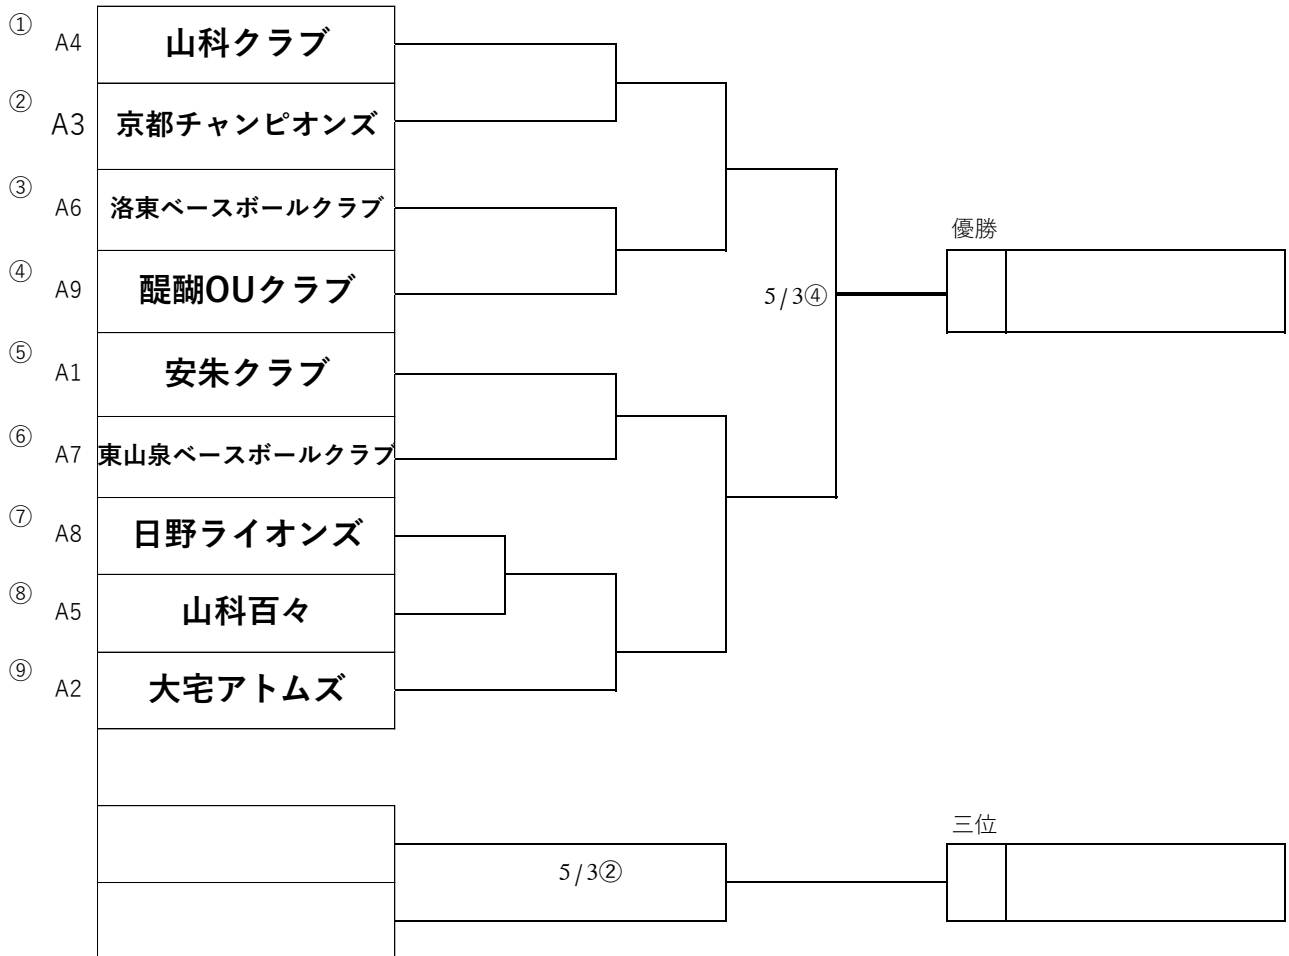 ① A4 山科クラブ
② A3 京都チャンピオンズ
③ A6 洛東ベースボールクラブ
優勝
④ A9 醍醐OUクラブ
5/3④
⑤ A1 安朱クラブ
⑥ A7 東山泉ベースボールクラブ
⑦ A8 日野ライオンズ
⑧ A5 山科百々
⑨ A2 大宅アトムズ
三位
5/3②